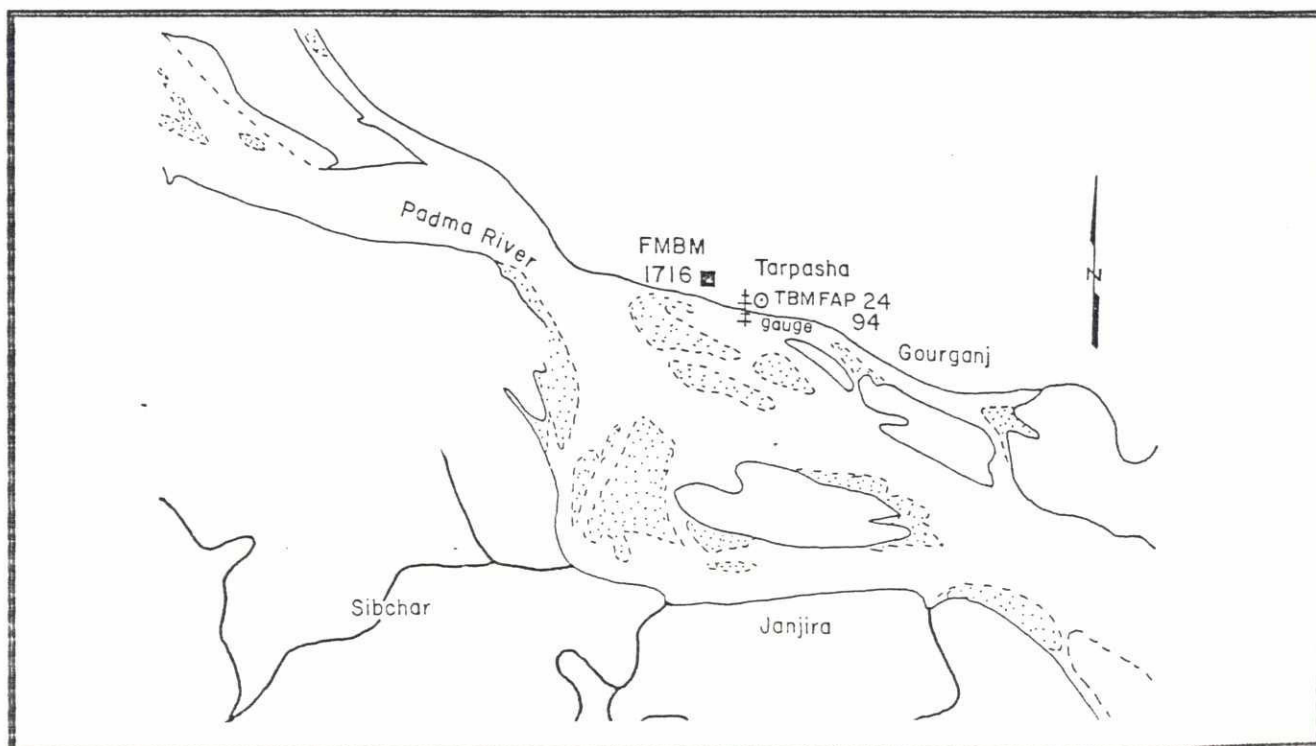 Padma River
FMBM
1716
Tarpasha
TBM FAP 24
94
gauge
Gourganj
N
Sibchar
Janjira